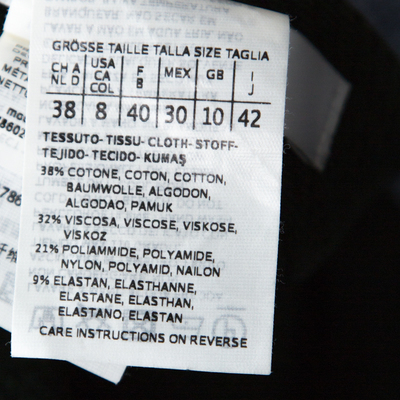 GRÖSSE TAILLE TALLA SIZE TAGLIA
CH A NL D USA CA COL F B MEX GB I J
38 8 40 30 10 42
TESSUTO-TISSU-CLOTH-STOFF-
TEJIDO-TECIDO-KUMAŞ
38% COTONE, COTON, COTTON,
BAUMWOLLE, ALGODON,
ALGODAO, PAMUK
32% VISCOSA, VISCOSE, VISKOSE,
VISKOZ
21% POLIAMMIDE, POLYAMIDE,
NYLON, POLYAMID, NAILON
9% ELASTAN, ELASTHANNE,
ELASTANE, ELASTHAN,
ELASTANO, ELASTAN
CARE INSTRUCTIONS ON REVERSE